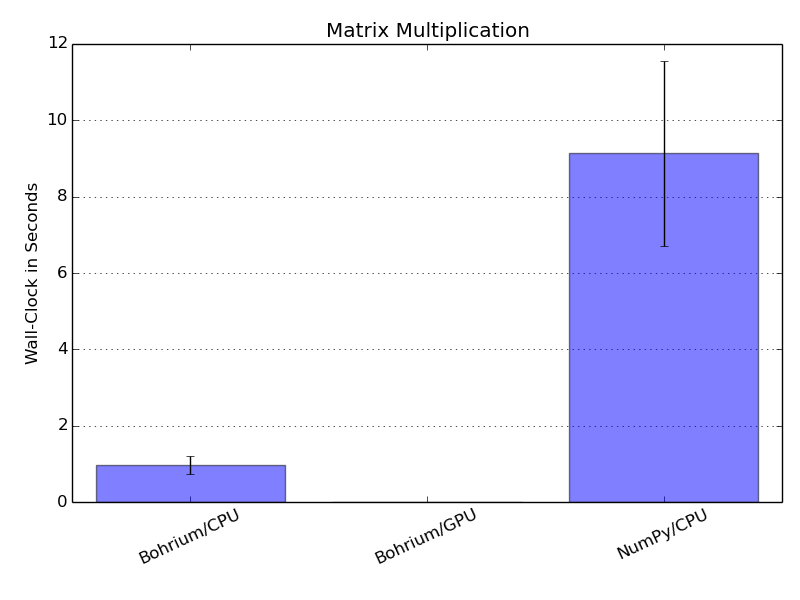 Matrix Multiplication
12
10
8
6
4
2
0
Wall-Clock in Seconds
Bohrium/CPU
Bohrium/GPU
NumPy/CPU